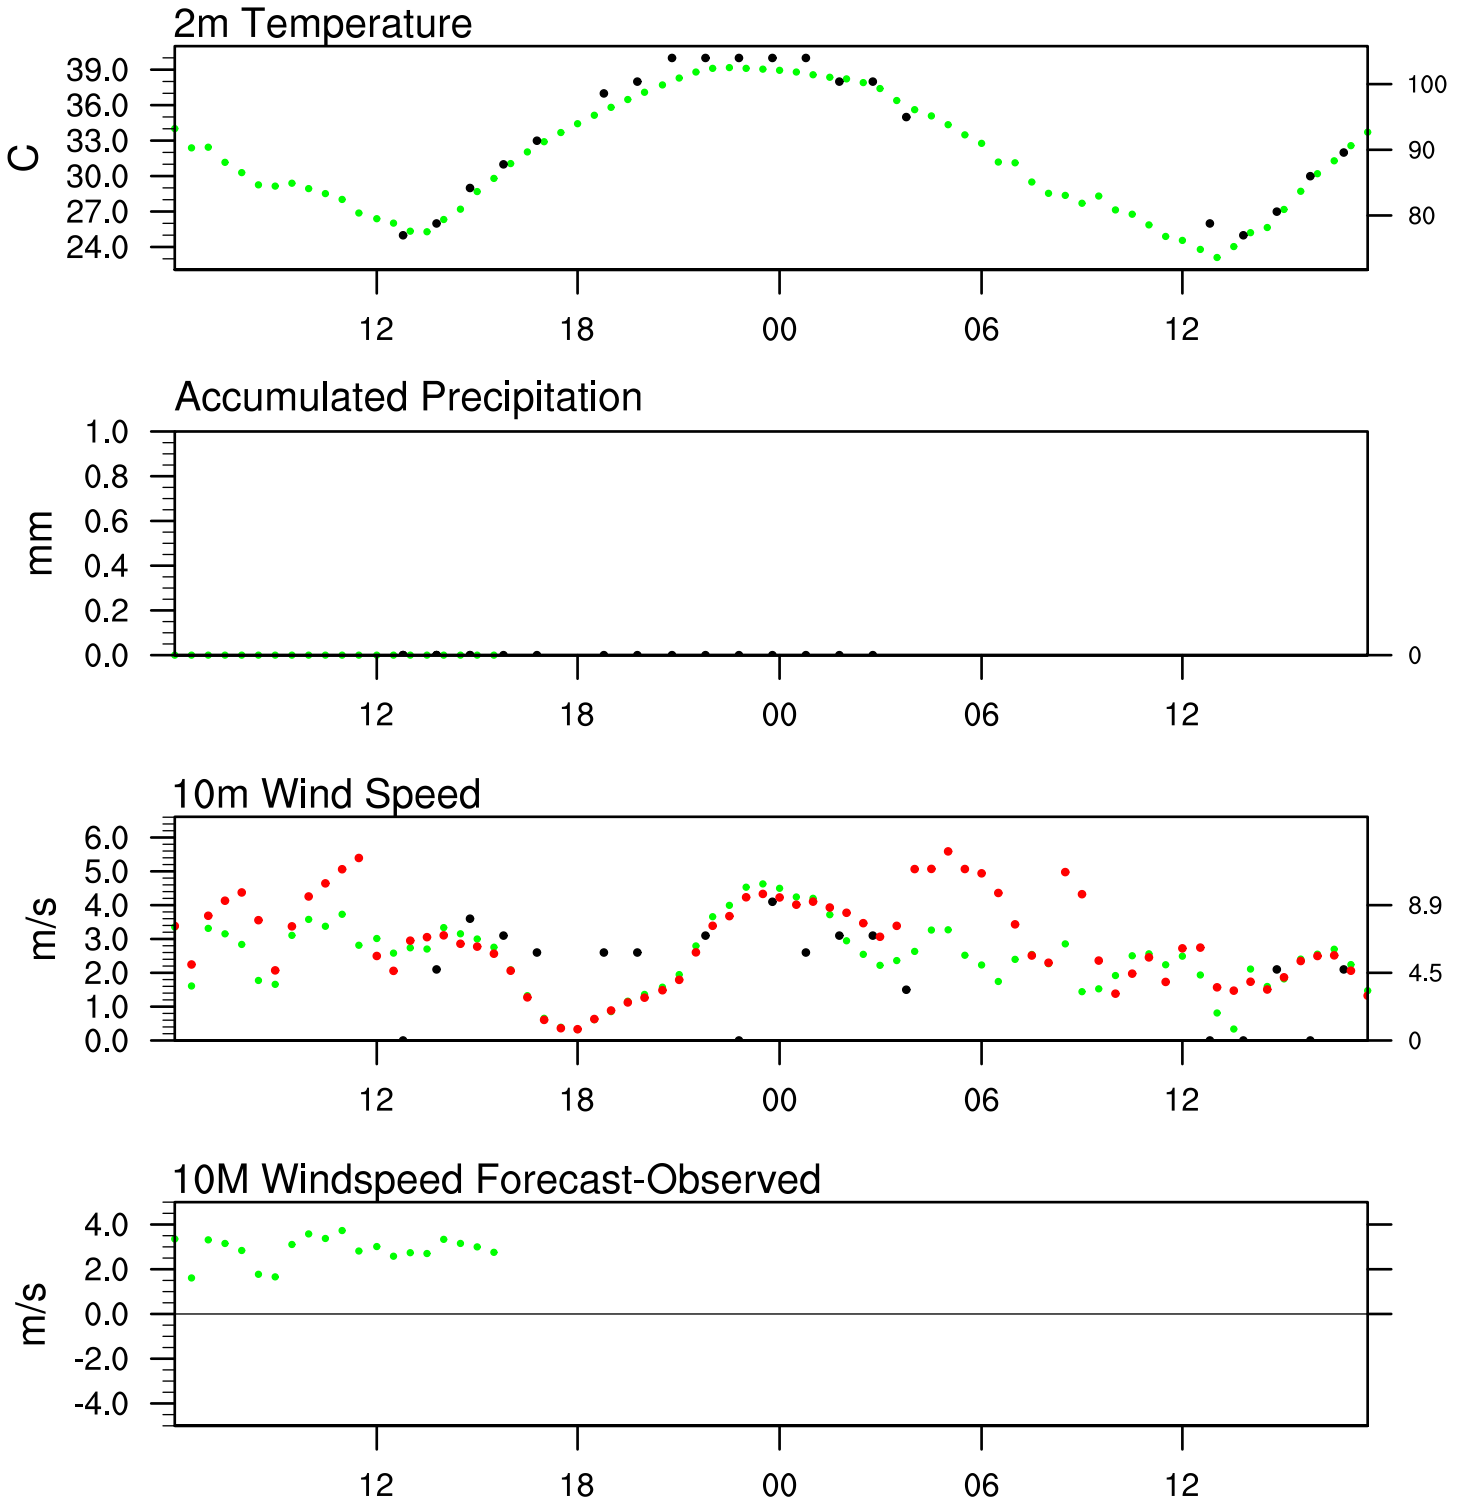 2m Temperature
39.0
36.0
33.0
30.0
27.0
24.0
C
100
90
80
12 18 00 06 12
Accumulated Precipitation
1.0
0.8
0.6
0.4
0.2
0.0
mm
0
12 18 00 06 12
10m Wind Speed
6.0
5.0
4.0
3.0
2.0
1.0
0.0
m/s
8.9
4.5
0
12 18 00 06 12
10M Windspeed Forecast-Observed
4.0
2.0
0.0
-2.0
-4.0
m/s
12 18 00 06 12